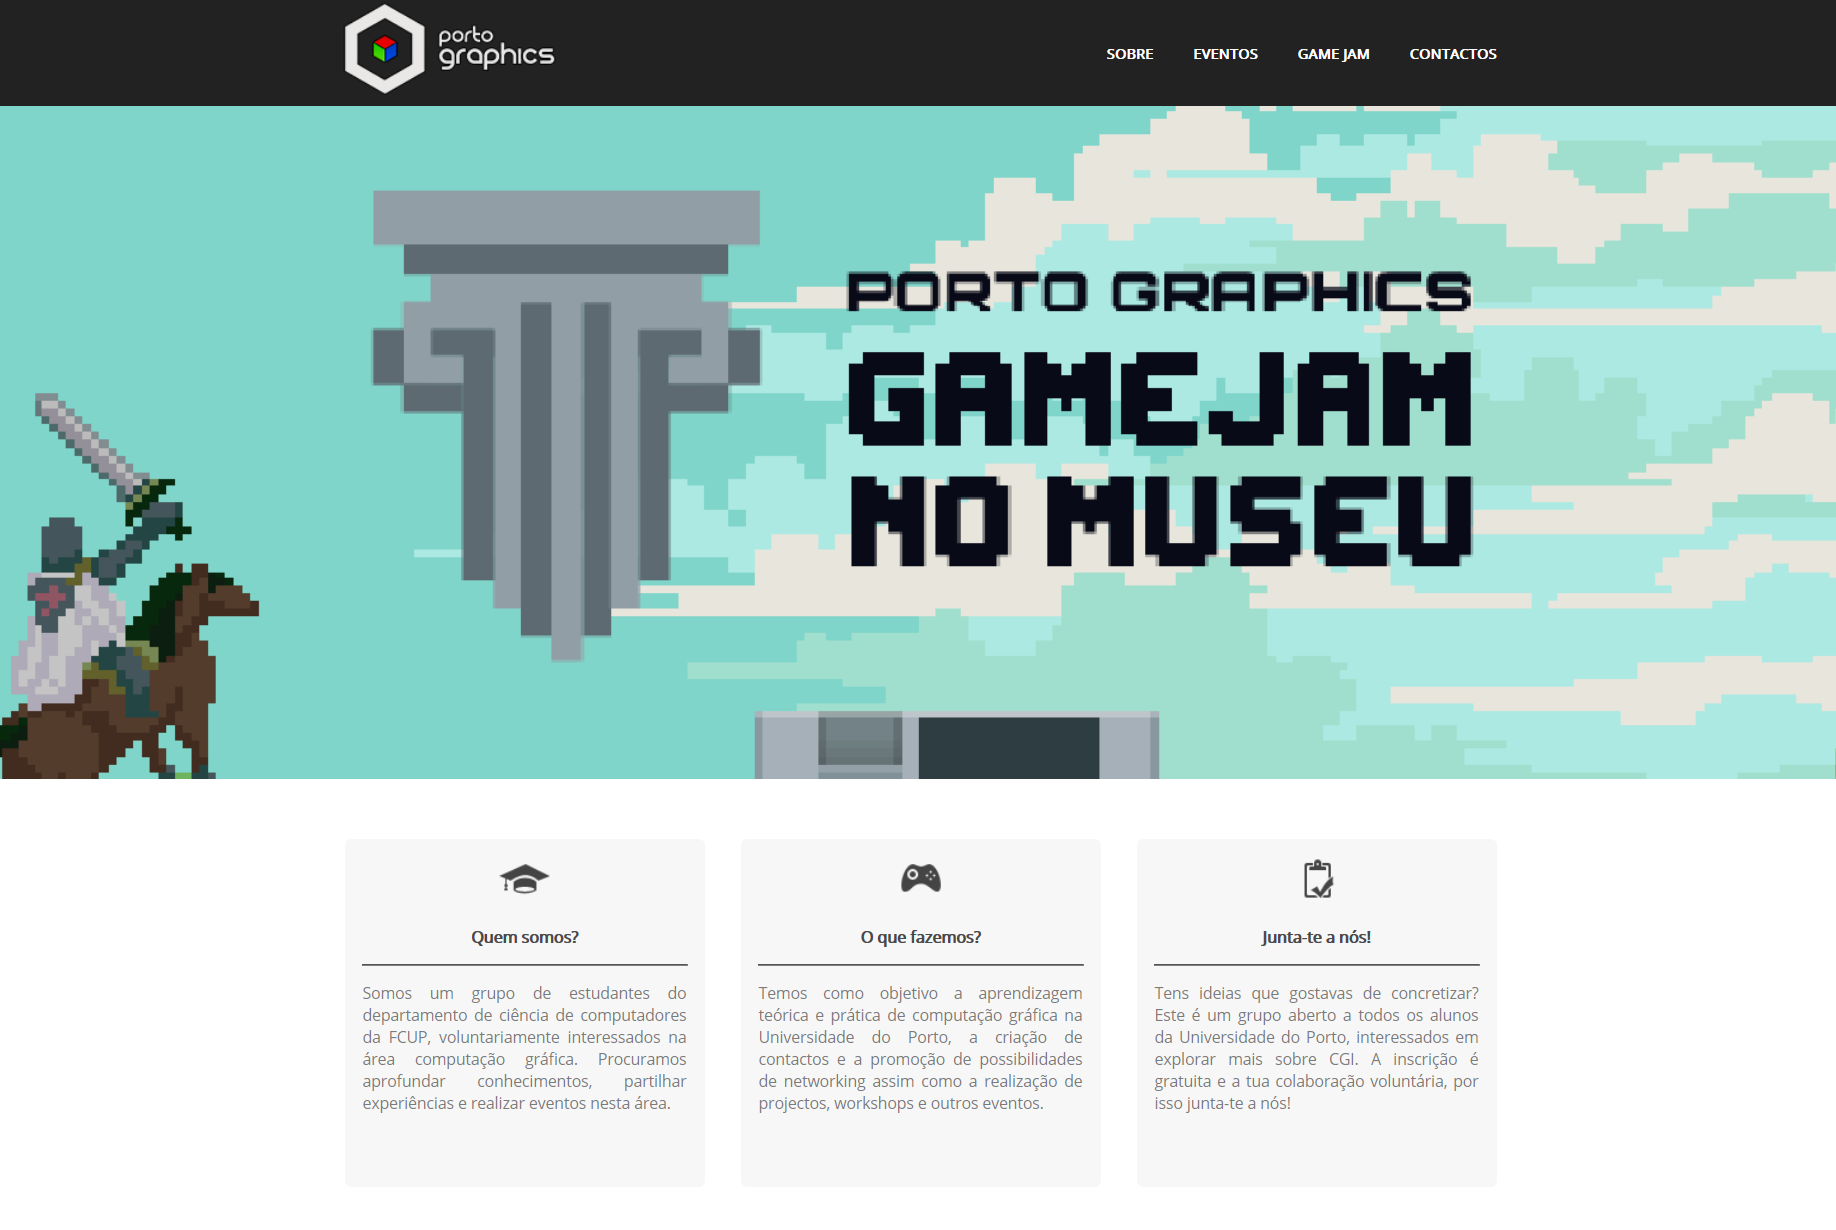 porto
graphics
SOBRE EVENTOS GAME JAM CONTACTOS
PORTO GRAPHICS
GAMEJAM
NO MUSEU
Quem somos?
Somos um grupo de estudantes do
departamento de ciência de computadores
da FCUP, voluntariamente interessados na
área computação gráfica. Procuramos
aprofundar conhecimentos, partilhar
experiências e realizar eventos nesta área.
O que fazemos?
Temos como objetivo a aprendizagem
teórica e prática de computação gráfica na
Universidade do Porto, a criação de
contactos e a promoção de possibilidades
de networking assim como a realização de
projectos, workshops e outros eventos.
Junta-te a nós!
Tens ideias que gostavas de concretizar?
Este é um grupo aberto a todos os alunos
da Universidade do Porto, interessados em
explorar mais sobre CGI. A inscrição é
gratuita e a tua colaboração voluntária, por
isso junta-te a nós!